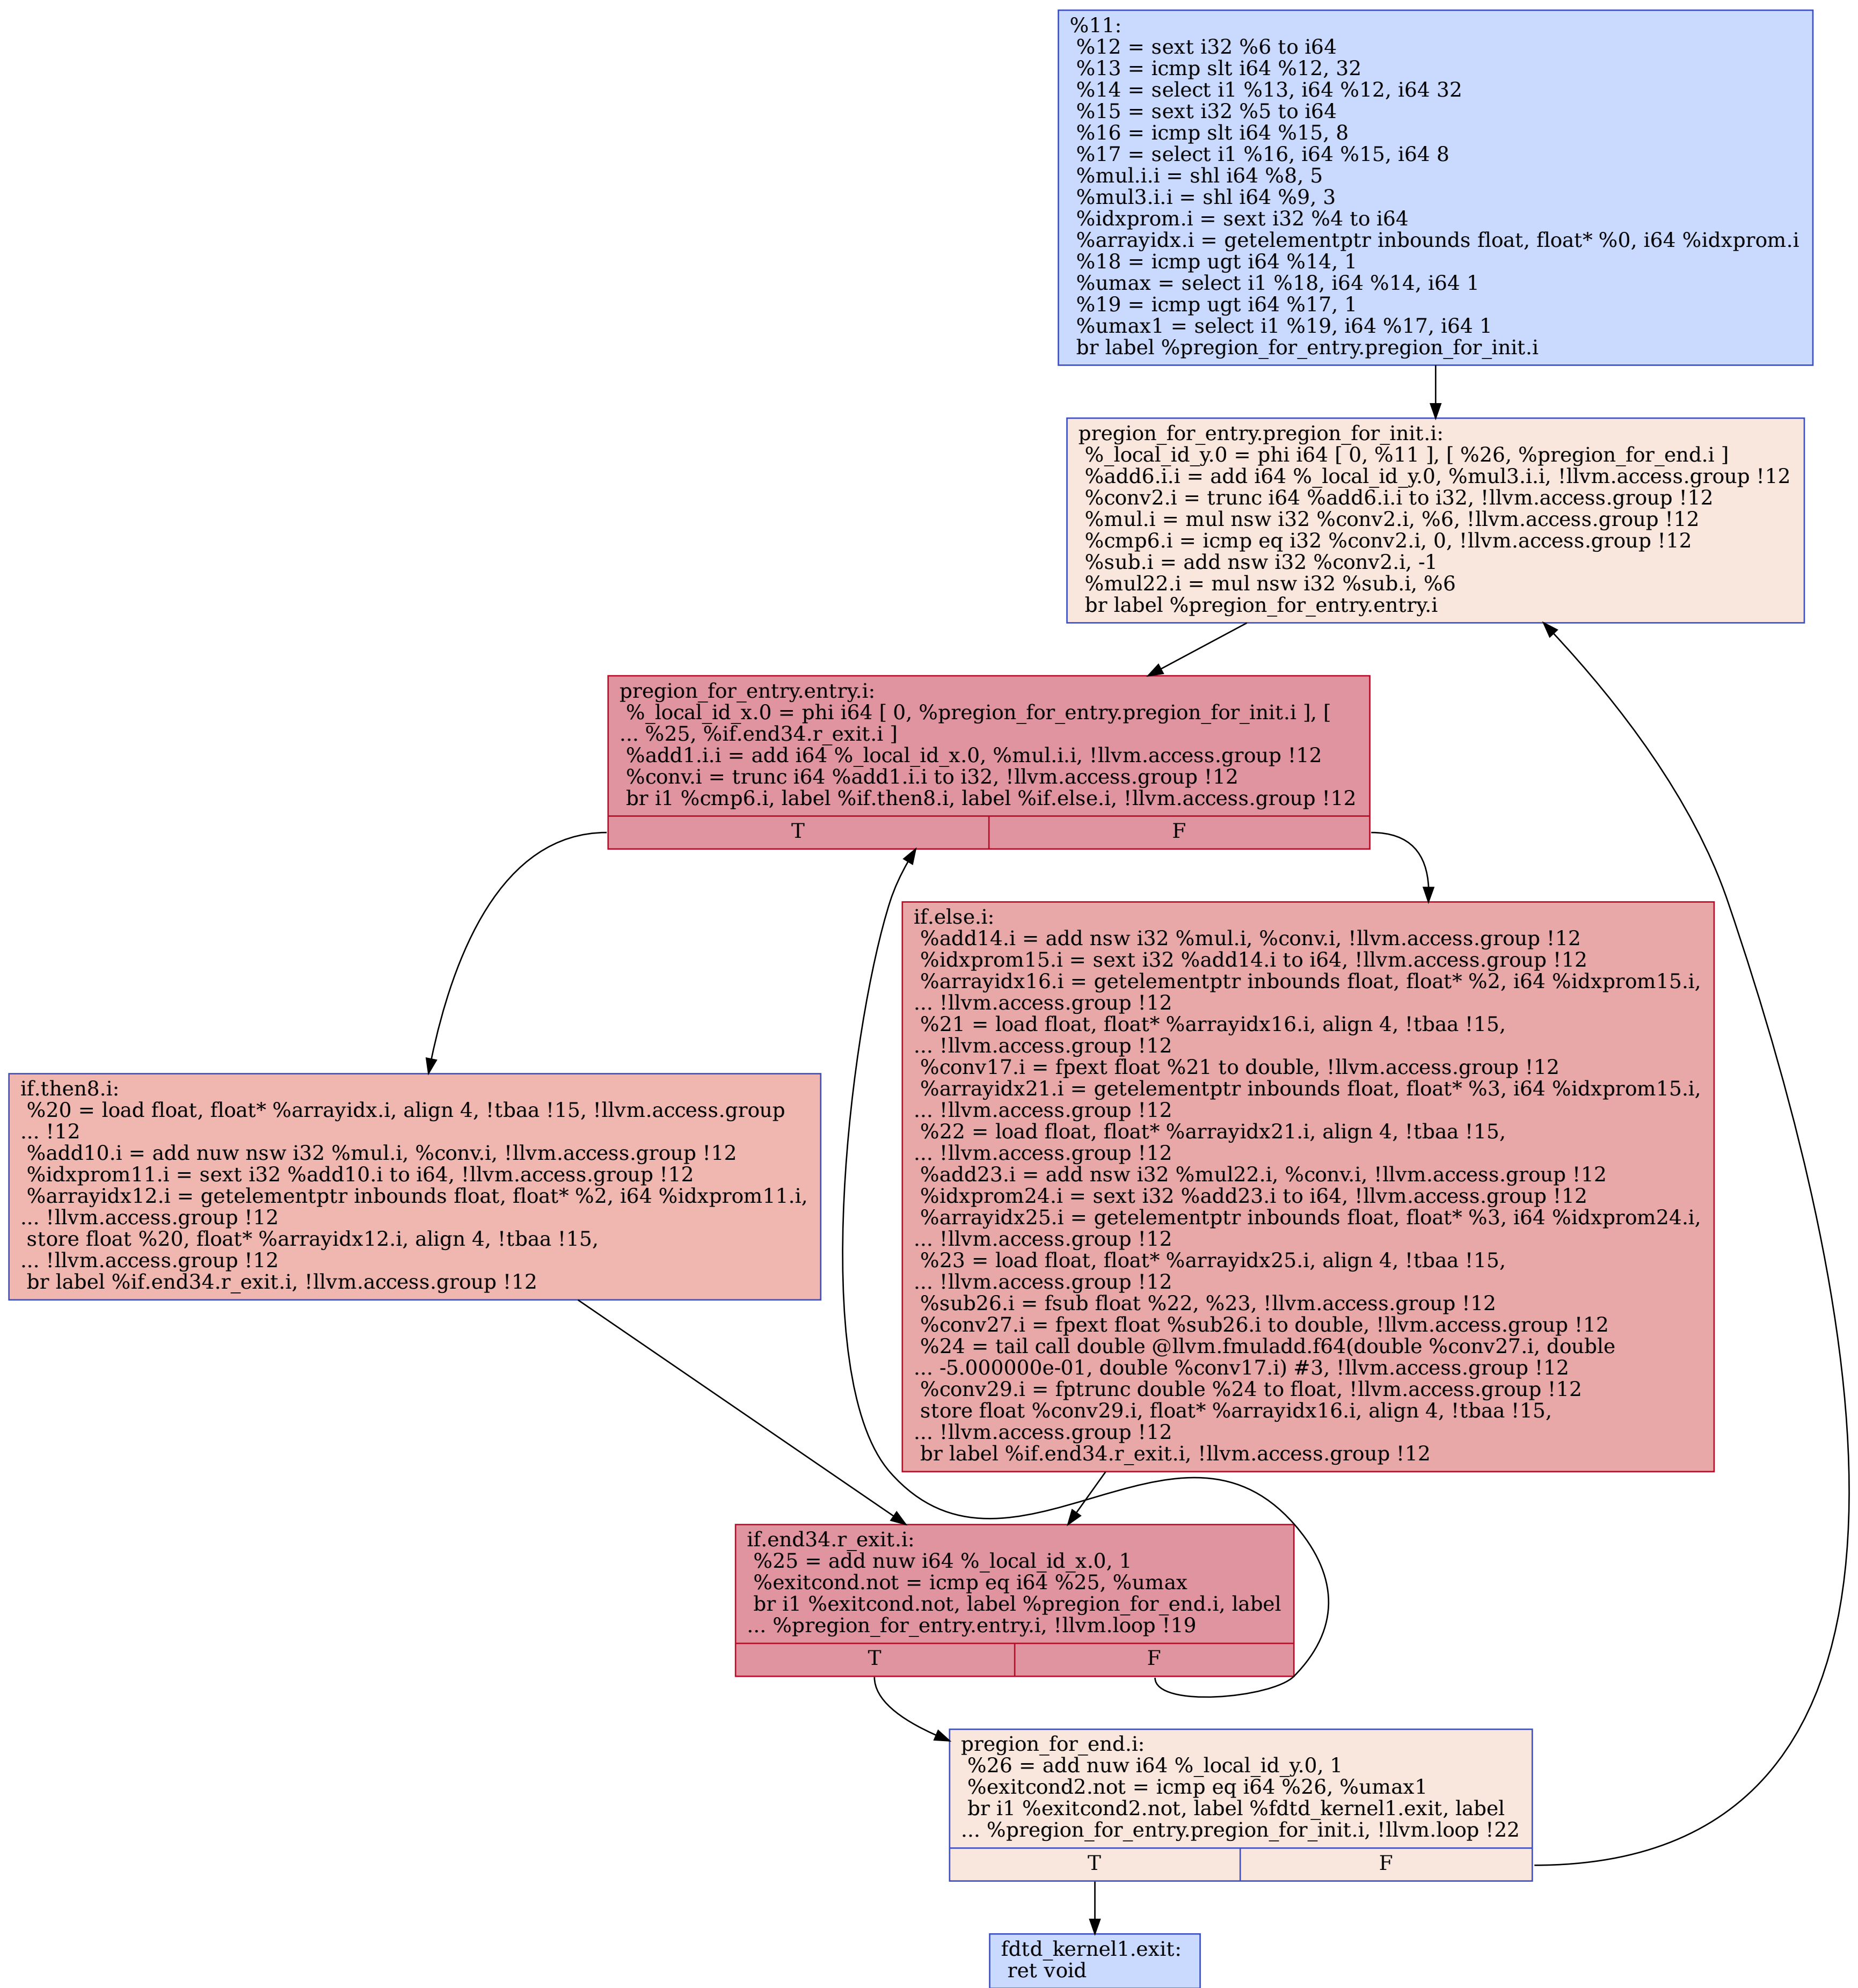 %11:
%12 = sext i32 %6 to i64
%13 = icmp slt i64 %12, 32
%14 = select i1 %13, i64 %12, i64 32
%15 = sext i32 %5 to i64
%16 = icmp slt i64 %15, 8
%17 = select i1 %16, i64 %15, i64 8
%mul.i.i = shl i64 %8, 5
%mul3.i.i = shl i64 %9, 3
%idxprom.i = sext i32 %4 to i64
%arrayidx.i = getelementptr inbounds float, float* %0, i64 %idxprom.i
%18 = icmp ugt i64 %14, 1
%umax = select i1 %18, i64 %14, i64 1
%19 = icmp ugt i64 %17, 1
%umax1 = select i1 %19, i64 %17, i64 1
br label %pregion_for_entry.pregion_for_init.i
pregion_for_entry.pregion_for_init.i:
%_local_id_y.0 = phi i64 [ 0, %11 ], [ %26, %pregion_for_end.i ]
%add6.i.i = add i64 %_local_id_y.0, %mul3.i.i, !llvm.access.group !12
%conv2.i = trunc i64 %add6.i.i to i32, !llvm.access.group !12
%mul.i = mul nsw i32 %conv2.i, %6, !llvm.access.group !12
%cmp6.i = icmp eq i32 %conv2.i, 0, !llvm.access.group !12
%sub.i = add nsw i32 %conv2.i, -1
%mul22.i = mul nsw i32 %sub.i, %6
br label %pregion_for_entry.entry.i
pregion_for_entry.entry.i:
%_local_id_x.0 = phi i64 [ 0, %pregion_for_entry.pregion_for_init.i ], [
... %25, %if.end34.r_exit.i ]
%add1.i.i = add i64 %_local_id_x.0, %mul.i.i, !llvm.access.group !12
%conv.i = trunc i64 %add1.i.i to i32, !llvm.access.group !12
br i1 %cmp6.i, label %if.then8.i, label %if.else.i, !llvm.access.group !12
T
F
if.else.i:
%add14.i = add nsw i32 %mul.i, %conv.i, !llvm.access.group !12
%idxprom15.i = sext i32 %add14.i to i64, !llvm.access.group !12
%arrayidx16.i = getelementptr inbounds float, float* %2, i64 %idxprom15.i,
... !llvm.access.group !12
%21 = load float, float* %arrayidx16.i, align 4, !tbaa !15,
... !llvm.access.group !12
%conv17.i = fpext float %21 to double, !llvm.access.group !12
%arrayidx21.i = getelementptr inbounds float, float* %3, i64 %idxprom15.i,
... !llvm.access.group !12
%22 = load float, float* %arrayidx21.i, align 4, !tbaa !15,
... !llvm.access.group !12
%add23.i = add nsw i32 %mul22.i, %conv.i, !llvm.access.group !12
%idxprom24.i = sext i32 %add23.i to i64, !llvm.access.group !12
%arrayidx25.i = getelementptr inbounds float, float* %3, i64 %idxprom24.i,
... !llvm.access.group !12
%23 = load float, float* %arrayidx25.i, align 4, !tbaa !15,
... !llvm.access.group !12
%sub26.i = fsub float %22, %23, !llvm.access.group !12
%conv27.i = fpext float %sub26.i to double, !llvm.access.group !12
%24 = tail call double @llvm.fmuladd.f64(double %conv27.i, double
... -5.000000e-01, double %conv17.i) #3, !llvm.access.group !12
%conv29.i = fptrunc double %24 to float, !llvm.access.group !12
store float %conv29.i, float* %arrayidx16.i, align 4, !tbaa !15,
... !llvm.access.group !12
br label %if.end34.r_exit.i, !llvm.access.group !12
if.then8.i:
%20 = load float, float* %arrayidx.i, align 4, !tbaa !15, !llvm.access.group
... !12
%add10.i = add nuw nsw i32 %mul.i, %conv.i, !llvm.access.group !12
%idxprom11.i = sext i32 %add10.i to i64, !llvm.access.group !12
%arrayidx12.i = getelementptr inbounds float, float* %2, i64 %idxprom11.i,
... !llvm.access.group !12
store float %20, float* %arrayidx12.i, align 4, !tbaa !15,
... !llvm.access.group !12
br label %if.end34.r_exit.i, !llvm.access.group !12
if.end34.r_exit.i:
%25 = add nuw i64 %_local_id_x.0, 1
%exitcond.not = icmp eq i64 %25, %umax
br i1 %exitcond.not, label %pregion_for_end.i, label
... %pregion_for_entry.entry.i, !llvm.loop !19
T
F
pregion_for_end.i:
%26 = add nuw i64 %_local_id_y.0, 1
%exitcond2.not = icmp eq i64 %26, %umax1
br i1 %exitcond2.not, label %fdtd_kernel1.exit, label
... %pregion_for_entry.pregion_for_init.i, !llvm.loop !22
T
F
fdtd_kernel1.exit:
ret void